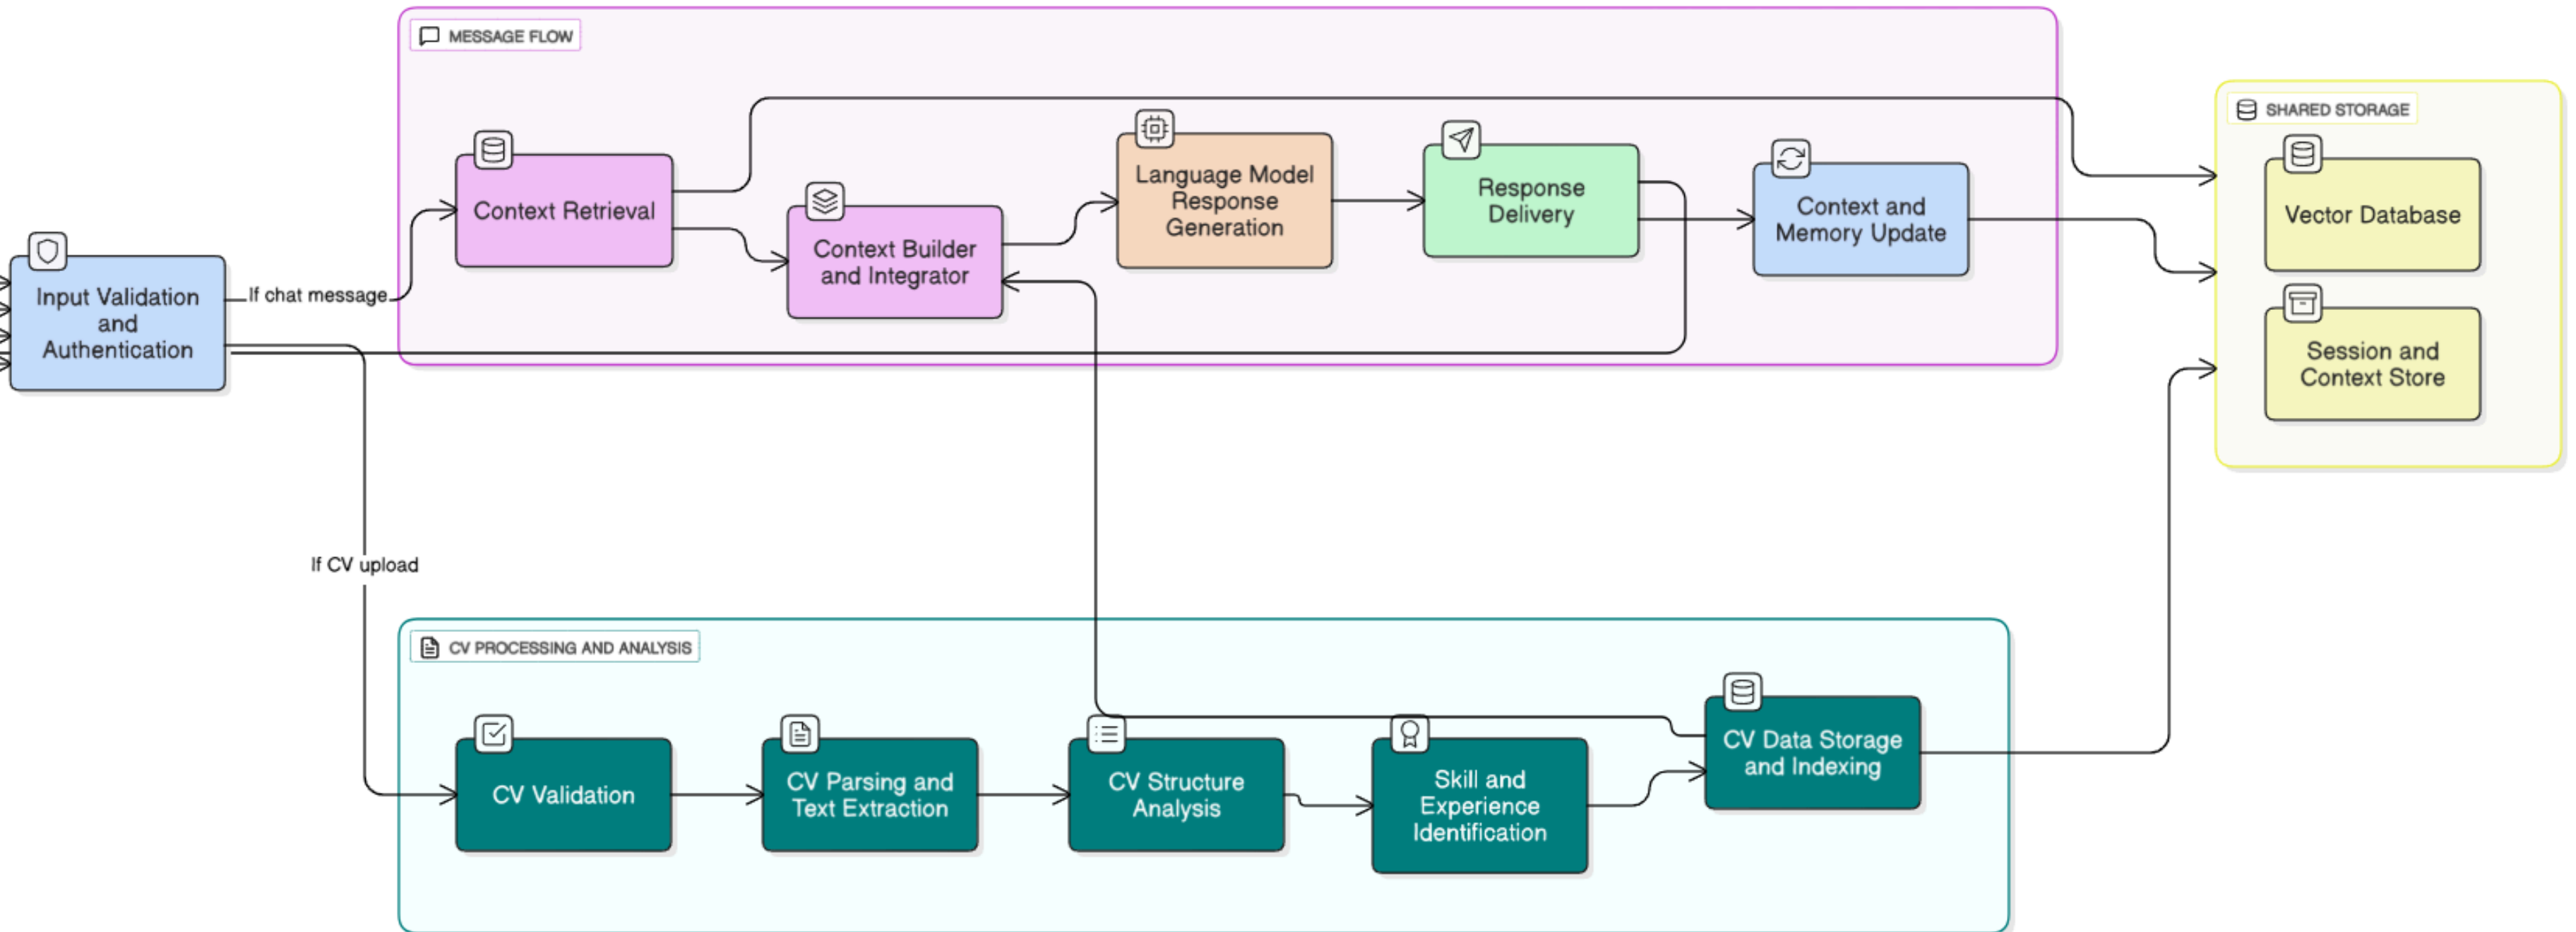 MESSAGE FLOW
SHARED STORAGE
Context Retrieval
Context Builder
and Integrator
Language Model
Response
Generation
Response
Delivery
Context and
Memory Update
Vector Database
Session and
Context Store
Input Validation
and
Authentication
If chat message
If CV upload
CV PROCESSING AND ANALYSIS
CV Validation
CV Parsing and
Text Extraction
CV Structure
Analysis
Skill and
Experience
Identification
CV Data Storage
and Indexing